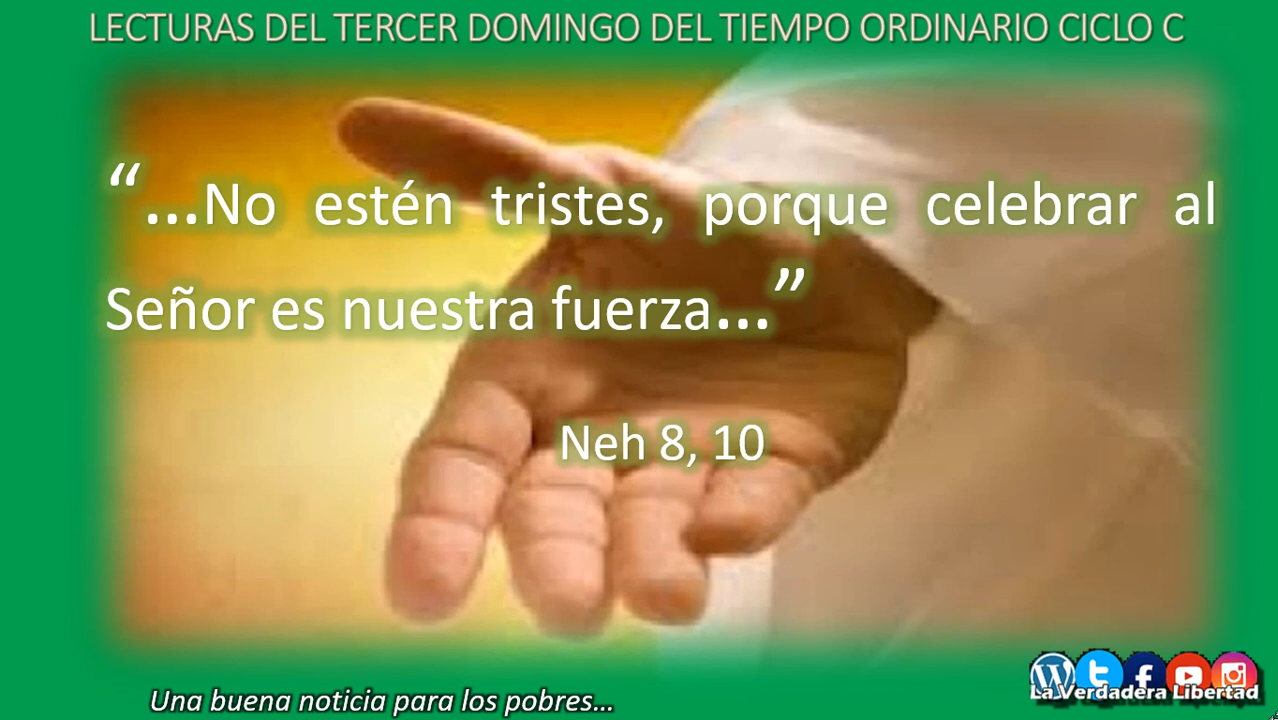 LECTURAS DEL TERCER DOMINGO DEL TIEMPO ORDINARIO CICLO C
“...No estén tristes, porque celebrar al
Señor es nuestra fuerza...”
Neh 8, 10
La Verdadera Libertad
Una buena noticia para los pobres...